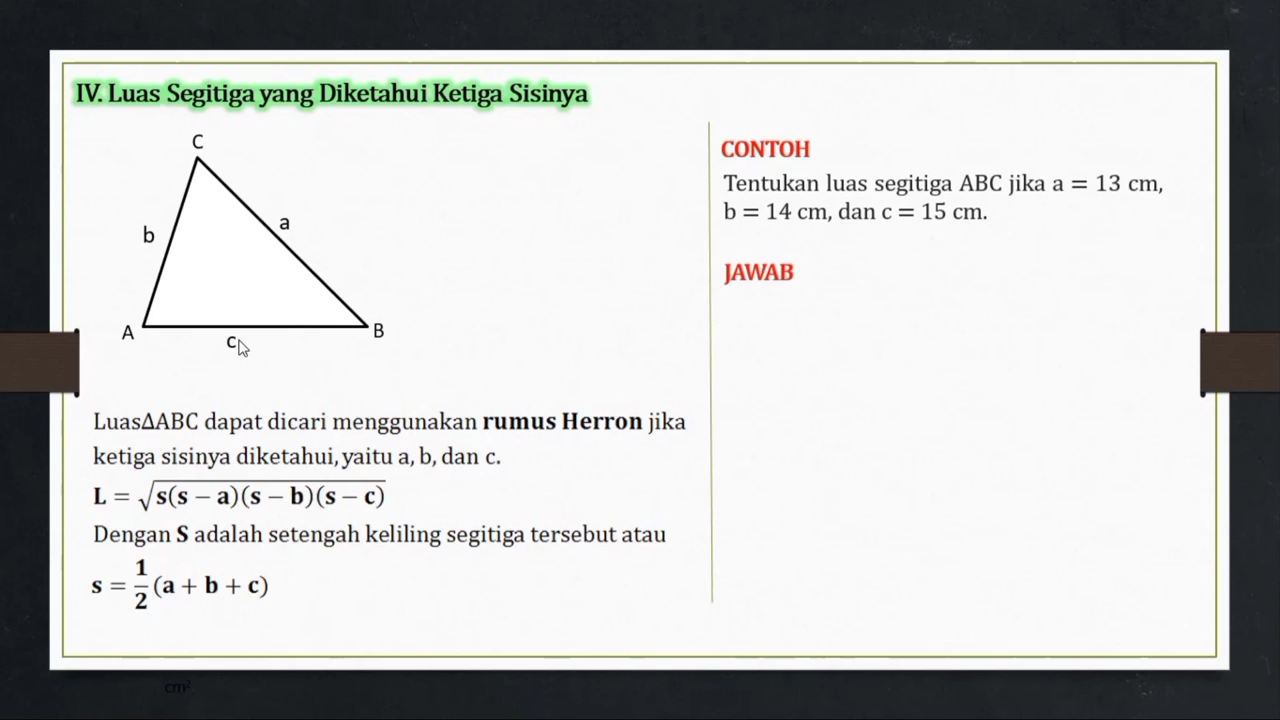 IV. Luas Segitiga yang Diketahui Ketiga Sisinya
C
b
a
A
B
c
LuasΔABC dapat dicari menggunakan rumus Herron jika
ketiga sisinya diketahui, yaitu a, b, dan c.
L = √s(s − a)(s − b)(s − c)
Dengan S adalah setengah keliling segitiga tersebut atau
s = 1/2 (a + b + c)
CONTOH
Tentukan luas segitiga ABC jika a = 13 cm,
b = 14 cm, dan c = 15 cm.
JAWAB
cm²